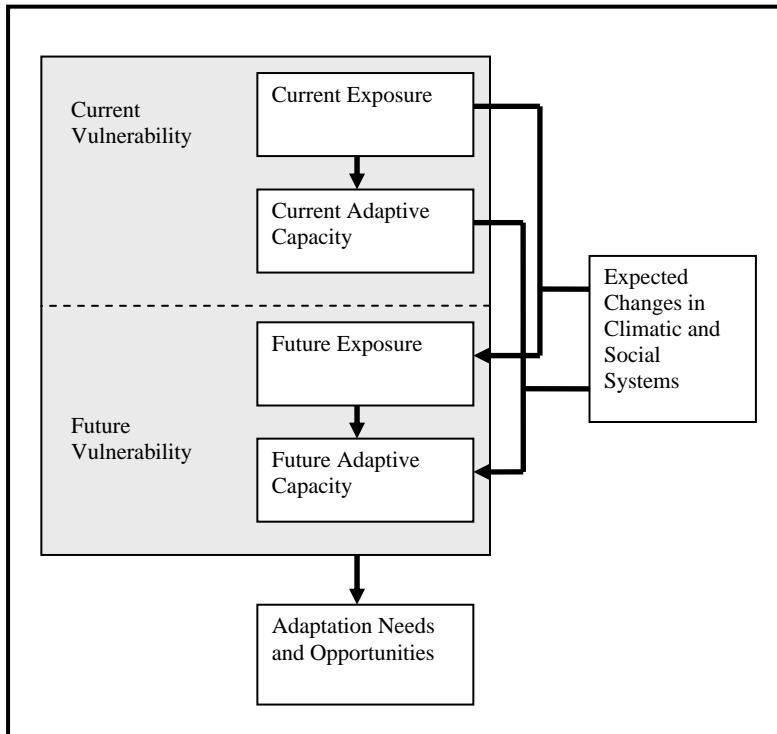 Current
Vulnerability
Current Exposure
Current Adaptive
Capacity
Expected
Changes in
Climatic and
Social
Systems
Future Exposure
Future
Vulnerability
Future Adaptive
Capacity
Adaptation Needs
and Opportunities